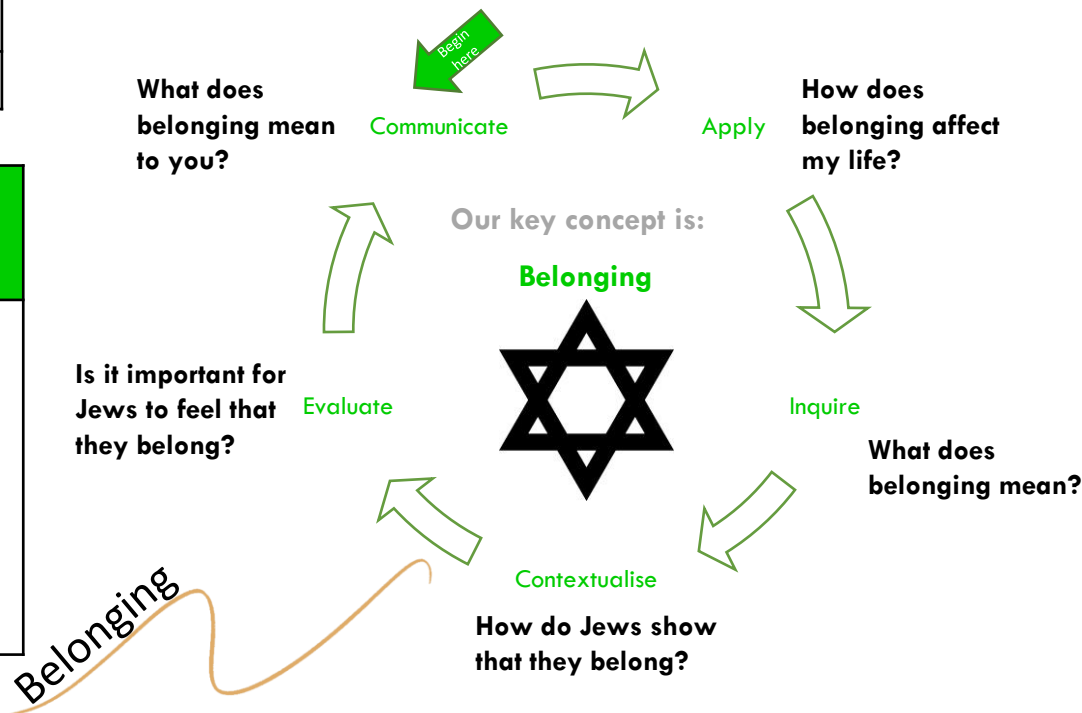 Begin
here
What does
belonging mean
to you?
Communicate
Apply
How does
belonging affect
my life?
Our key concept is:
Belonging
Inquire
What does
belonging mean?
Contextualise
How do Jews show
that they belong?
Evaluate
Is it important for
Jews to feel that
they belong?
Belonging